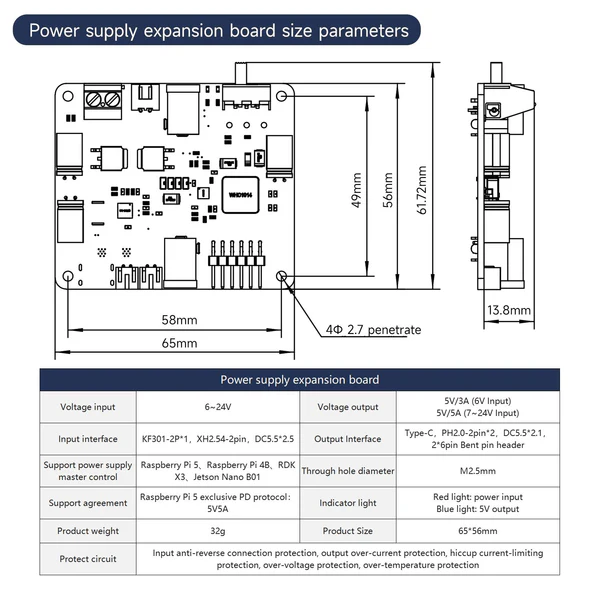 Power supply expansion board size parameters
49mm
56mm
61.72mm
13.8mm
58mm
65mm
4Φ 2.7 penetrate
Power supply expansion board
Voltage input
6~24V
Voltage output
5V/3A (6V Input)
5V/5A (7~24V Input)
Input interface
KF301-2P*1、XH2.54-2pin、DC5.5*2.5
Output Interface
Type-C、PH2.0-2pin*2、DC5.5*2.1、
2*6pin Bent pin header
Support power supply
master control
Raspberry Pi 5、Raspberry Pi 4B、RDK
X3、Jetson Nano B01
Through hole diameter
M2.5mm
Support agreement
Raspberry Pi 5 exclusive PD protocol:
5V5A
Indicator light
Red light: power input
Blue light: 5V output
Product weight
32g
Product Size
65*56mm
Protect circuit
Input anti-reverse connection protection, output over-current protection, hiccup current-limiting
protection, over-voltage protection, over-temperature protection